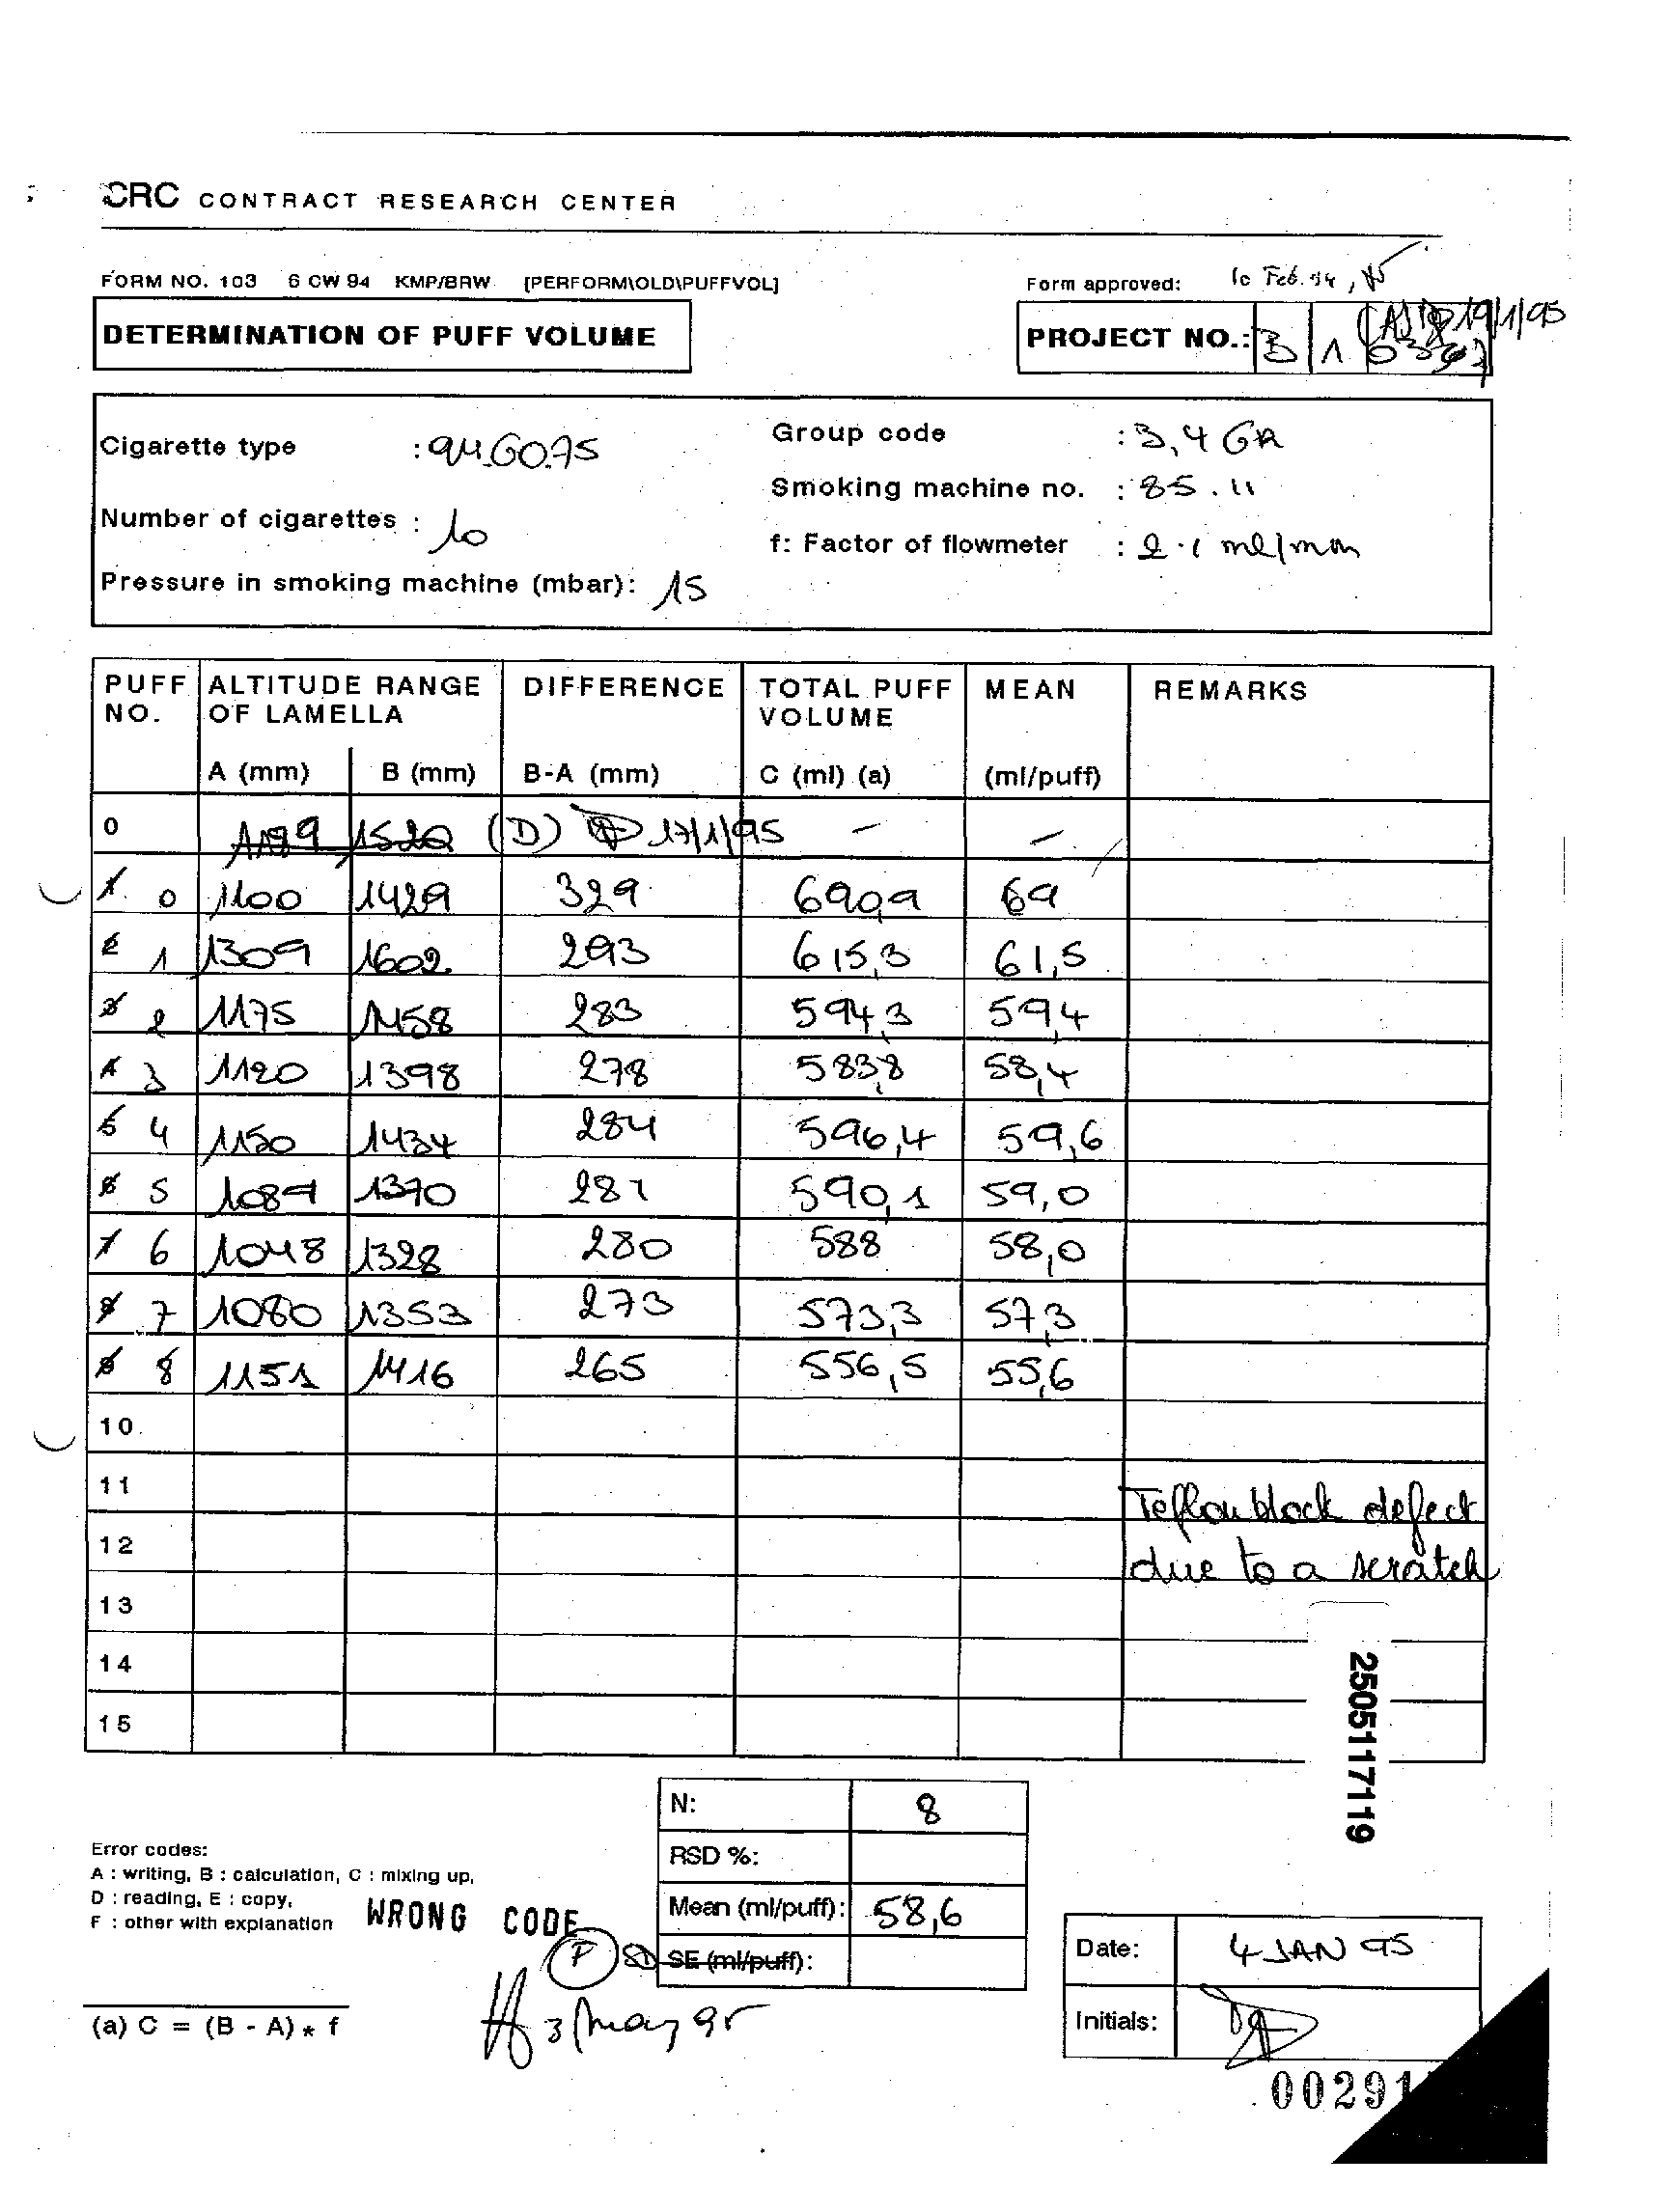 CRC CONTRACT RESEARCH CENTER
FORM NO. 103 6 CW 94 KMP/BRW [PERFORM\OLD\PUFFVOL]
Form approved: 10 Feb. 94,
DETERMINATION OF PUFF VOLUME
PROJECT NO.: B 1 (A) 19/1/95
Cigarette type : 94.G0.75
Group code : 3,4 GR
Smoking machine no. : 85.11
Number of cigarettes : 10
f: Factor of flowmeter : 2.1 ml/mm
Pressure in smoking machine (mbar): 15
PUFF NO. ALTITUDE RANGE OF LAMELLA DIFFERENCE TOTAL PUFF VOLUME MEAN REMARKS
A (mm) B (mm) B-A (mm) C (ml) (a) (ml/puff)
0 1199 1520 (D) 17/1/95 – –
1 0 1100 1429 329 690,9 69
2 1 1309 1602 293 615,3 61,5
3 2 1175 1458 283 594,3 59,4
4 3 1120 1398 278 583,8 58,4
5 4 1150 1434 284 596,4 59,6
6 5 1089 1370 281 590,1 59,0
7 6 1048 1328 280 588 58,0
8 7 1080 1353 273 573,3 57,3
9 8 1151 1416 265 556,5 55,6
10
11 Teflon block defect
12 due to a scratch
13
14
15
2505117119
N: 8
RSD %:
Mean (ml/puff): 58,6
SE (ml/puff):
Error codes:
A : writing, B : calculation, C : mixing up,
D : reading, E : copy,
F : other with explanation
WRONG CODE
F
3 May 95
Date: 4 JAN 95
Initials:
(a) C = (B - A) * f
00291